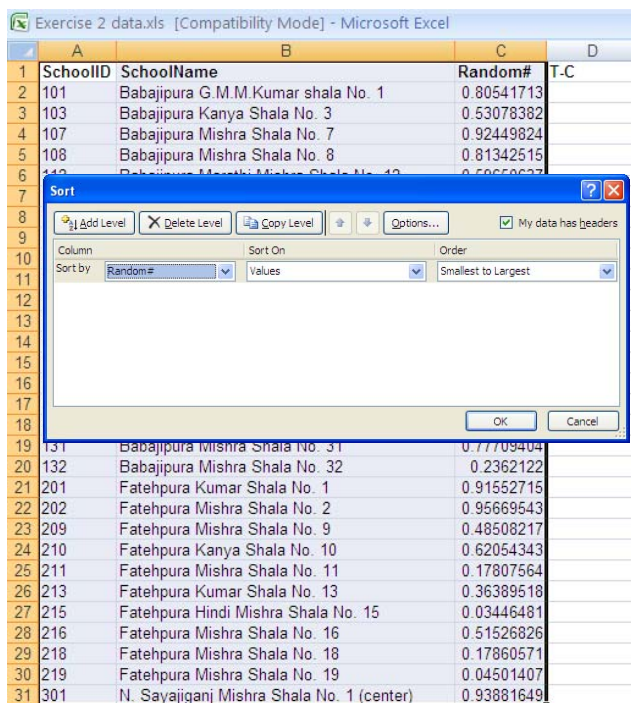 Exercise 2 data.xls [Compatibility Mode] - Microsoft Excel
A B C D
1 SchoolID SchoolName Random# T-C
2 101 Babajipura G.M.M.Kumar shala No. 1 0.80541713
3 103 Babajipura Kanya Shala No. 3 0.53078382
4 107 Babajipura Mishra Shala No. 7 0.92449824
5 108 Babajipura Mishra Shala No. 8 0.81342515
6
7
Sort
8
Add Level Delete Level Copy Level Options... My data has headers
9
10
Column Sort On Order
11
Sort by Random# Values Smallest to Largest
12
13
14
15
16
17
18
OK Cancel
19 131 Babajipura Mishra Shala No. 31 0.77709404
20 132 Babajipura Mishra Shala No. 32 0.2362122
21 201 Fatehpura Kumar Shala No. 1 0.91552715
22 202 Fatehpura Mishra Shala No. 2 0.95669543
23 209 Fatehpura Mishra Shala No. 9 0.48508217
24 210 Fatehpura Kanya Shala No. 10 0.62054343
25 211 Fatehpura Mishra Shala No. 11 0.17807564
26 213 Fatehpura Kumar Shala No. 13 0.36389518
27 215 Fatehpura Hindi Mishra Shala No. 15 0.03446481
28 216 Fatehpura Mishra Shala No. 16 0.51526826
29 218 Fatehpura Mishra Shala No. 18 0.17860571
30 219 Fatehpura Mishra Shala No. 19 0.04501407
31 301 N. Sayajiganj Mishra Shala No. 1 (center) 0.93881649